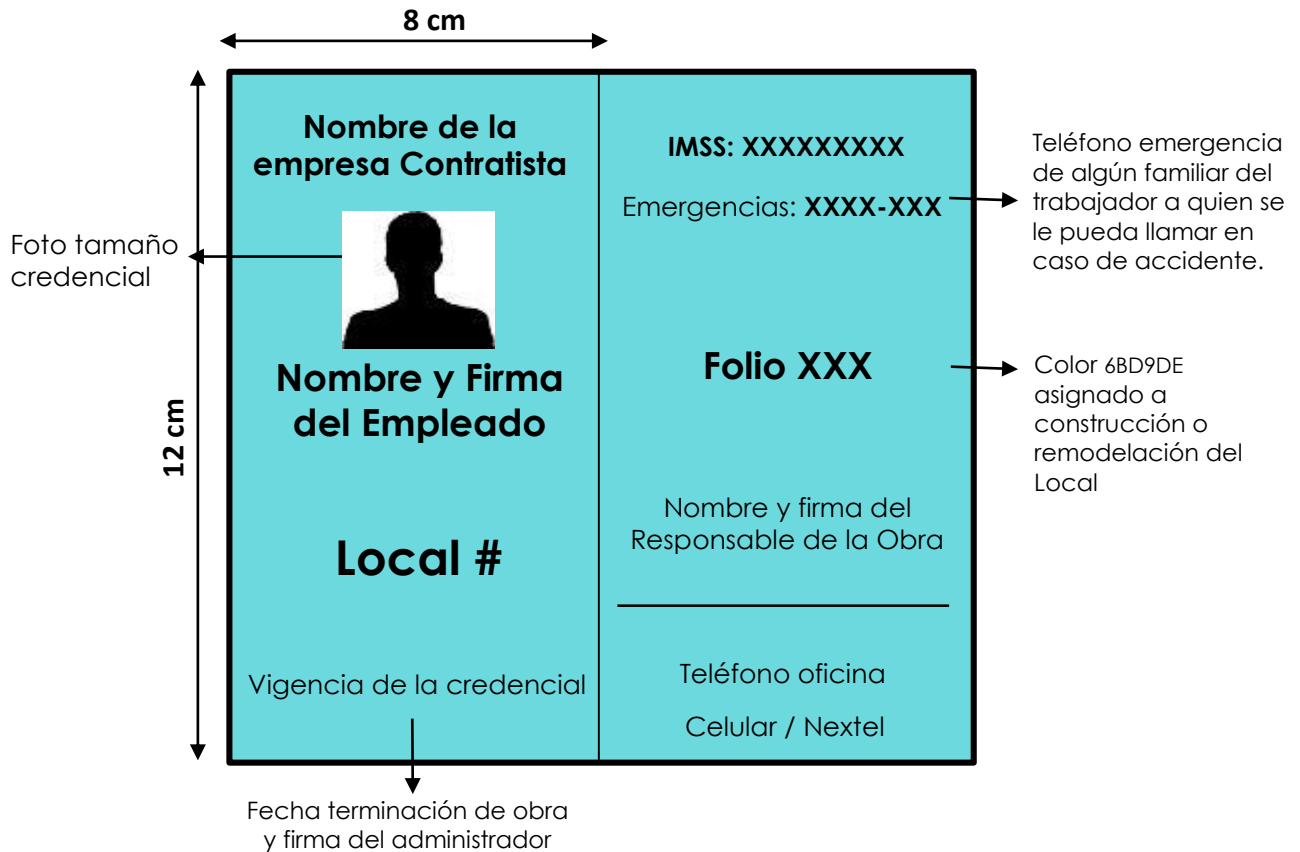 8 cm
12 cm
Nombre de la
empresa Contratista
Foto tamaño
credencial
Nombre y Firma
del Empleado
Local #
Vigencia de la credencial
Fecha terminación de obra
y firma del administrador
IMSS: XXXXXXXXX
Emergencias: XXXX-XXX
Teléfono emergencia
de algún familiar del
trabajador a quien se
le pueda llamar en
caso de accidente.
Folio XXX
Color 6BD9DE
asignado a
construcción o
remodelación del
Local
Nombre y firma del
Responsable de la Obra
Teléfono oficina
Celular / Nextel